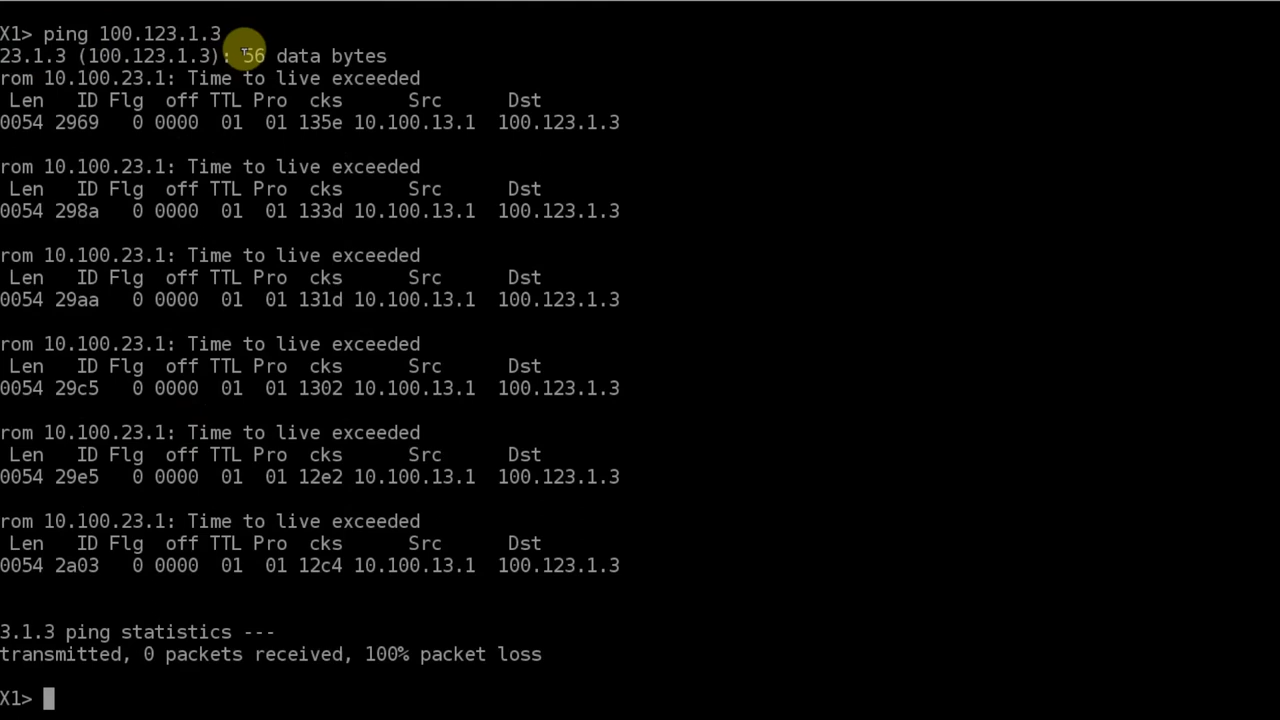 X1> ping 100.123.1.3
23.1.3 (100.123.1.3): 56 data bytes
rom 10.100.23.1: Time to live exceeded
Len ID Flg off TTL Pro cks Src Dst
0054 2969 0 0000 01 01 135e 10.100.13.1 100.123.1.3
rom 10.100.23.1: Time to live exceeded
Len ID Flg off TTL Pro cks Src Dst
0054 298a 0 0000 01 01 133d 10.100.13.1 100.123.1.3
rom 10.100.23.1: Time to live exceeded
Len ID Flg off TTL Pro cks Src Dst
0054 29aa 0 0000 01 01 131d 10.100.13.1 100.123.1.3
rom 10.100.23.1: Time to live exceeded
Len ID Flg off TTL Pro cks Src Dst
0054 29c5 0 0000 01 01 1302 10.100.13.1 100.123.1.3
rom 10.100.23.1: Time to live exceeded
Len ID Flg off TTL Pro cks Src Dst
0054 29e5 0 0000 01 01 12e2 10.100.13.1 100.123.1.3
rom 10.100.23.1: Time to live exceeded
Len ID Flg off TTL Pro cks Src Dst
0054 2a03 0 0000 01 01 12c4 10.100.13.1 100.123.1.3
3.1.3 ping statistics ---
transmitted, 0 packets received, 100% packet loss
X1>